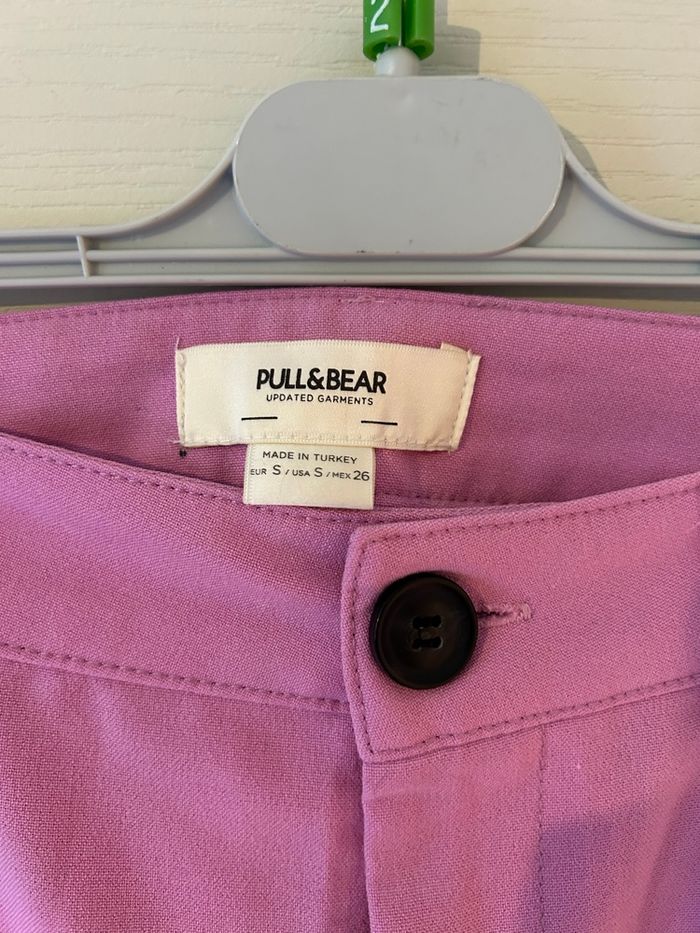 2
PULL&BEAR
UPDATED GARMENTS
MADE IN TURKEY
EUR S / USA S / MEX 26